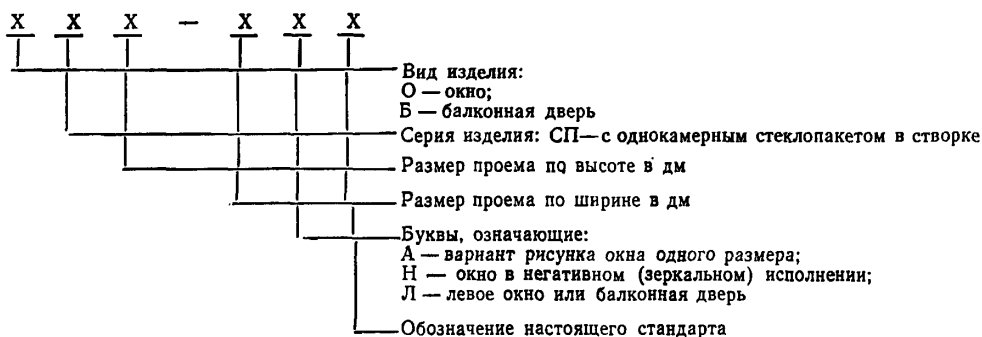 Х Х Х — Х Х Х
Вид изделия:
О — окно;
Б — балконная дверь
Серия изделия: СП—с однокамерным стеклопакетом в створке
Размер проема по высоте в дм
Размер проема по ширине в дм
Буквы, означающие:
А — вариант рисунка окна одного размера;
Н — окно в негативном (зеркальном) исполнении;
Л — левое окно или балконная дверь
Обозначение настоящего стандарта